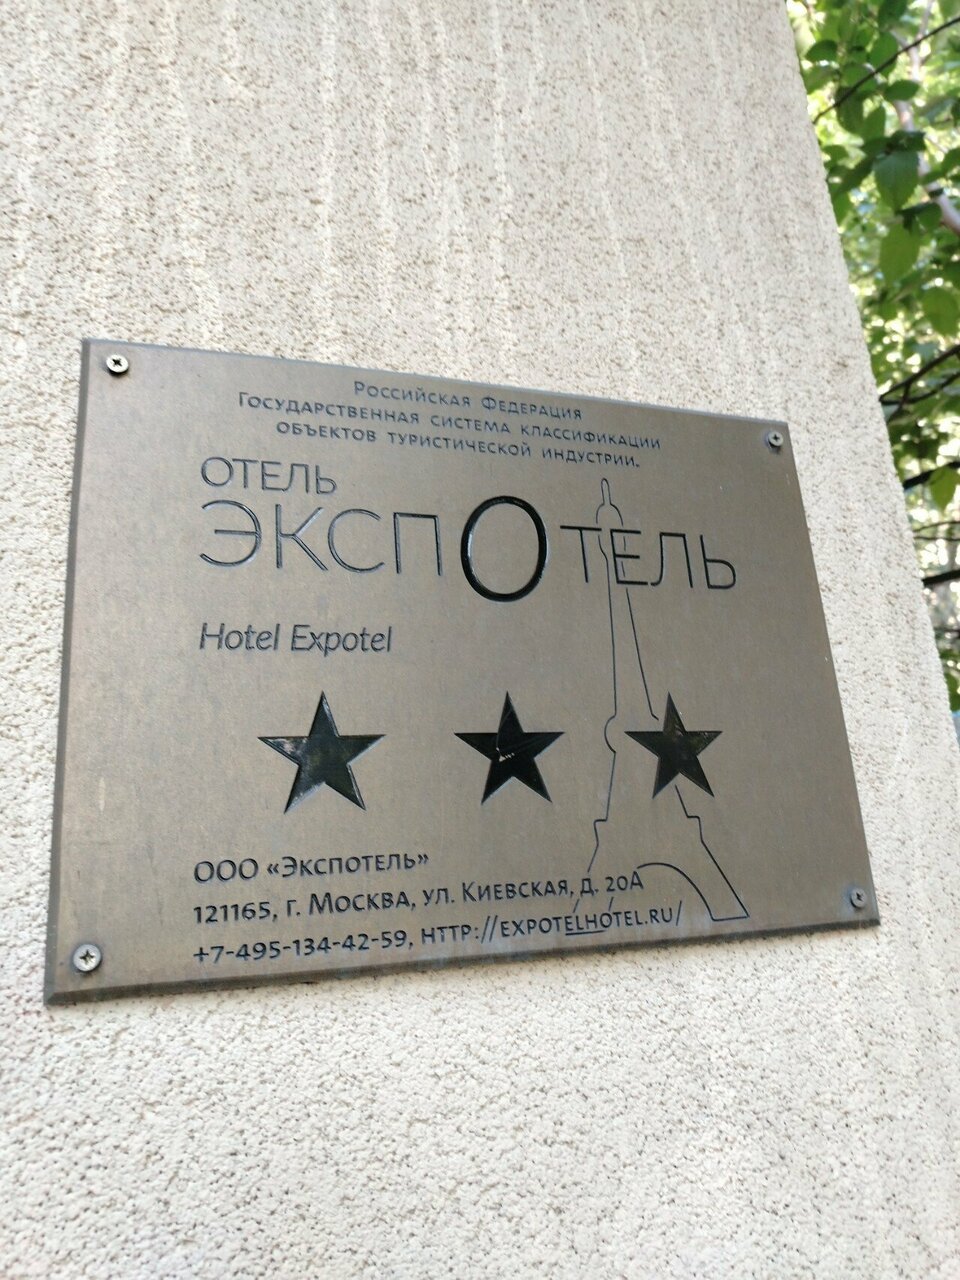 Российская Федерация
Государственная система классификации
объектов туристической индустрии.
ОТЕЛЬ
ЭКСПОТЕЛЬ
Hotel Expotel
ООО «Экспотель»
121165, г. Москва, ул. Киевская, д. 20А
+7-495-134-42-59, http://expotelhotel.ru/